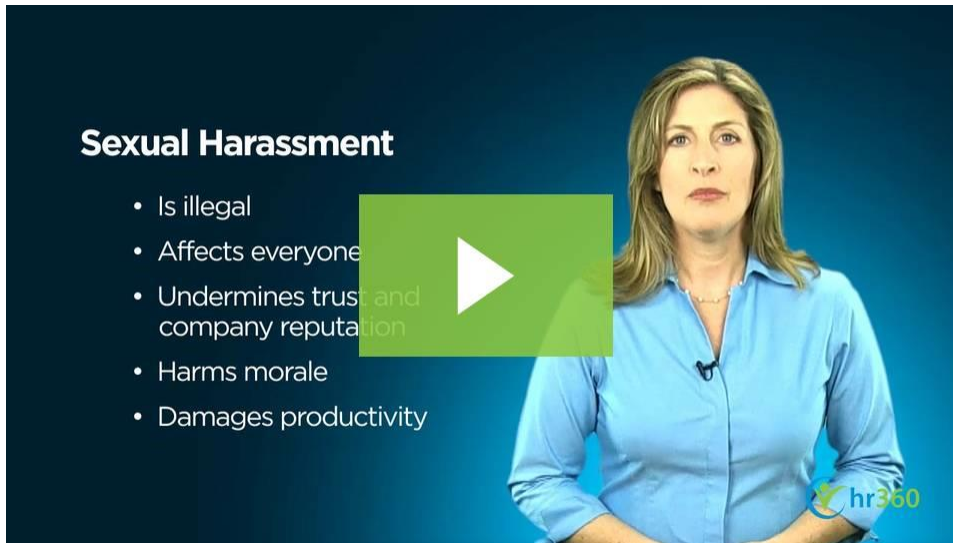 Sexual Harassment
• Is illegal
• Affects everyone
• Undermines trust and
company reputation
• Harms morale
• Damages productivity
hr360